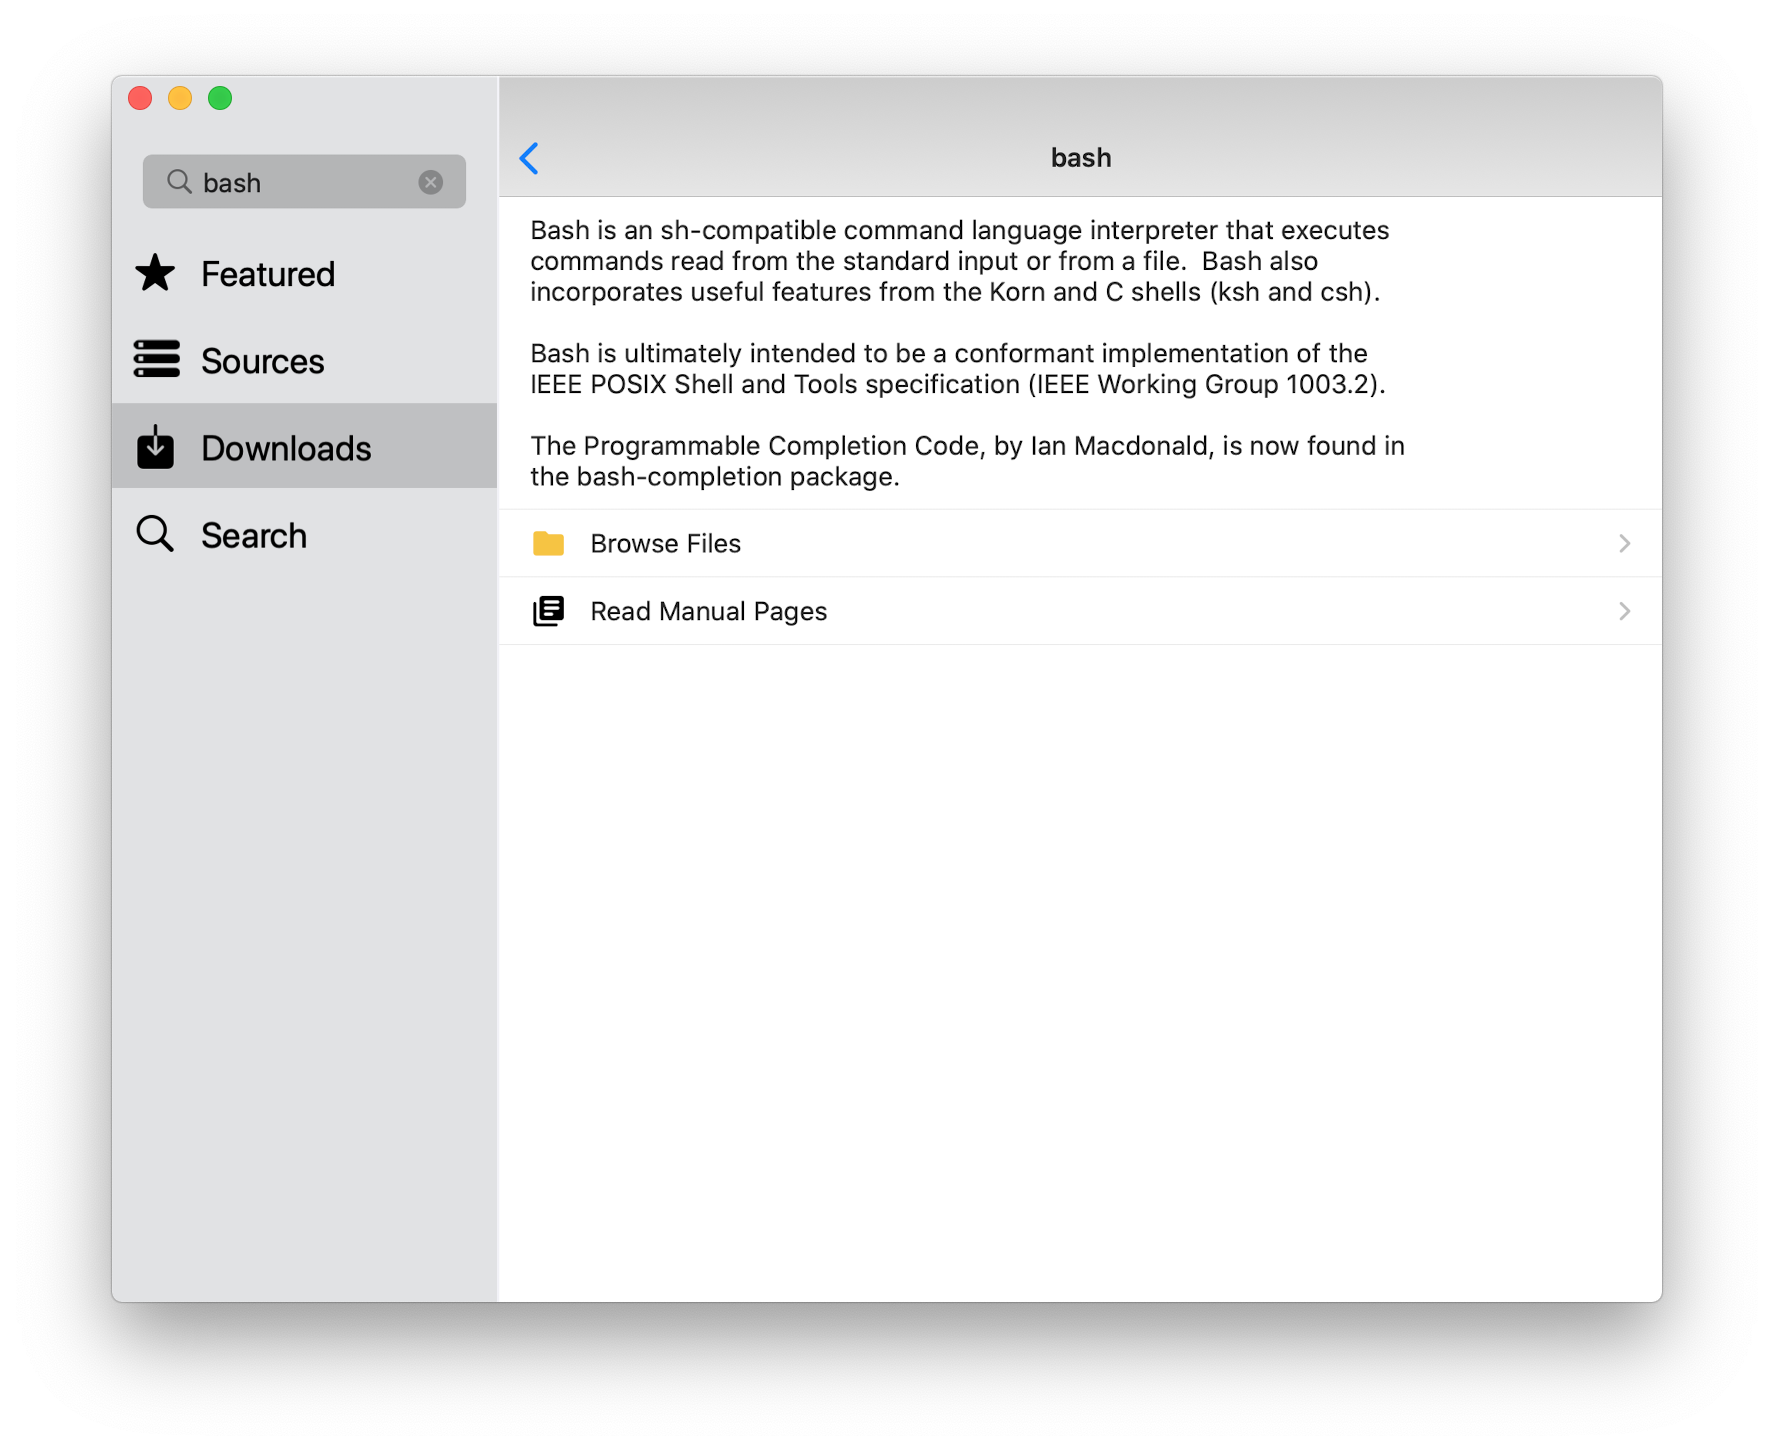 bash
Featured
Sources
Downloads
Search
bash
Bash is an sh-compatible command language interpreter that executes
commands read from the standard input or from a file.  Bash also
incorporates useful features from the Korn and C shells (ksh and csh).
Bash is ultimately intended to be a conformant implementation of the
IEEE POSIX Shell and Tools specification (IEEE Working Group 1003.2).
The Programmable Completion Code, by Ian Macdonald, is now found in
the bash-completion package.
Browse Files
Read Manual Pages